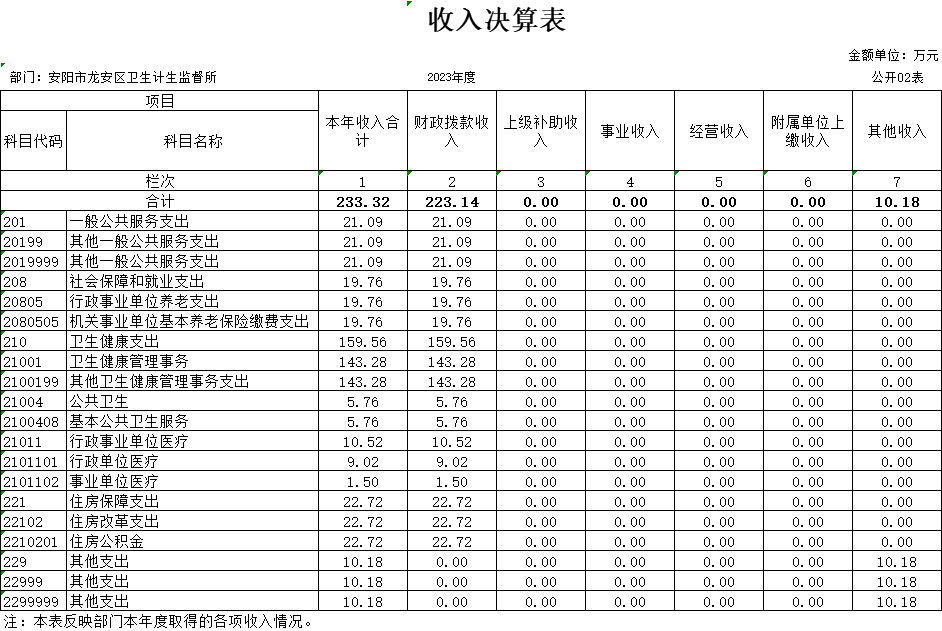 收入决算表
金额单位：万元
部门：安阳市龙安区卫生计生监督所 2023年度 公开02表
项目 本年收入合计 财政拨款收入 上级补助收入 事业收入 经营收入 附属单位上缴收入 其他收入
科目代码 科目名称
栏次 1 2 3 4 5 6 7
合计 233.32 223.14 0.00 0.00 0.00 0.00 10.18
201 一般公共服务支出 21.09 21.09 0.00 0.00 0.00 0.00 0.00
20199 其他一般公共服务支出 21.09 21.09 0.00 0.00 0.00 0.00 0.00
2019999 其他一般公共服务支出 21.09 21.09 0.00 0.00 0.00 0.00 0.00
208 社会保障和就业支出 19.76 19.76 0.00 0.00 0.00 0.00 0.00
20805 行政事业单位养老支出 19.76 19.76 0.00 0.00 0.00 0.00 0.00
2080505 机关事业单位基本养老保险缴费支出 19.76 19.76 0.00 0.00 0.00 0.00 0.00
210 卫生健康支出 159.56 159.56 0.00 0.00 0.00 0.00 0.00
21001 卫生健康管理事务 143.28 143.28 0.00 0.00 0.00 0.00 0.00
2100199 其他卫生健康管理事务支出 143.28 143.28 0.00 0.00 0.00 0.00 0.00
21004 公共卫生 5.76 5.76 0.00 0.00 0.00 0.00 0.00
2100408 基本公共卫生服务 5.76 5.76 0.00 0.00 0.00 0.00 0.00
21011 行政事业单位医疗 10.52 10.52 0.00 0.00 0.00 0.00 0.00
2101101 行政单位医疗 9.02 9.02 0.00 0.00 0.00 0.00 0.00
2101102 事业单位医疗 1.50 1.50 0.00 0.00 0.00 0.00 0.00
221 住房保障支出 22.72 22.72 0.00 0.00 0.00 0.00 0.00
22102 住房改革支出 22.72 22.72 0.00 0.00 0.00 0.00 0.00
2210201 住房公积金 22.72 22.72 0.00 0.00 0.00 0.00 0.00
229 其他支出 10.18 0.00 0.00 0.00 0.00 0.00 10.18
22999 其他支出 10.18 0.00 0.00 0.00 0.00 0.00 10.18
2299999 其他支出 10.18 0.00 0.00 0.00 0.00 0.00 10.18
注：本表反映部门本年度取得的各项收入情况。